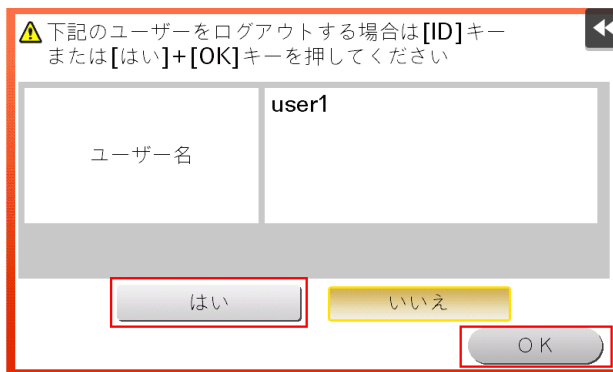 下記のユーザーをログアウトする場合は[ID]キー
または[はい]+[OK]キーを押してください
user1
ユーザー名
はい
いいえ
ＯＫ